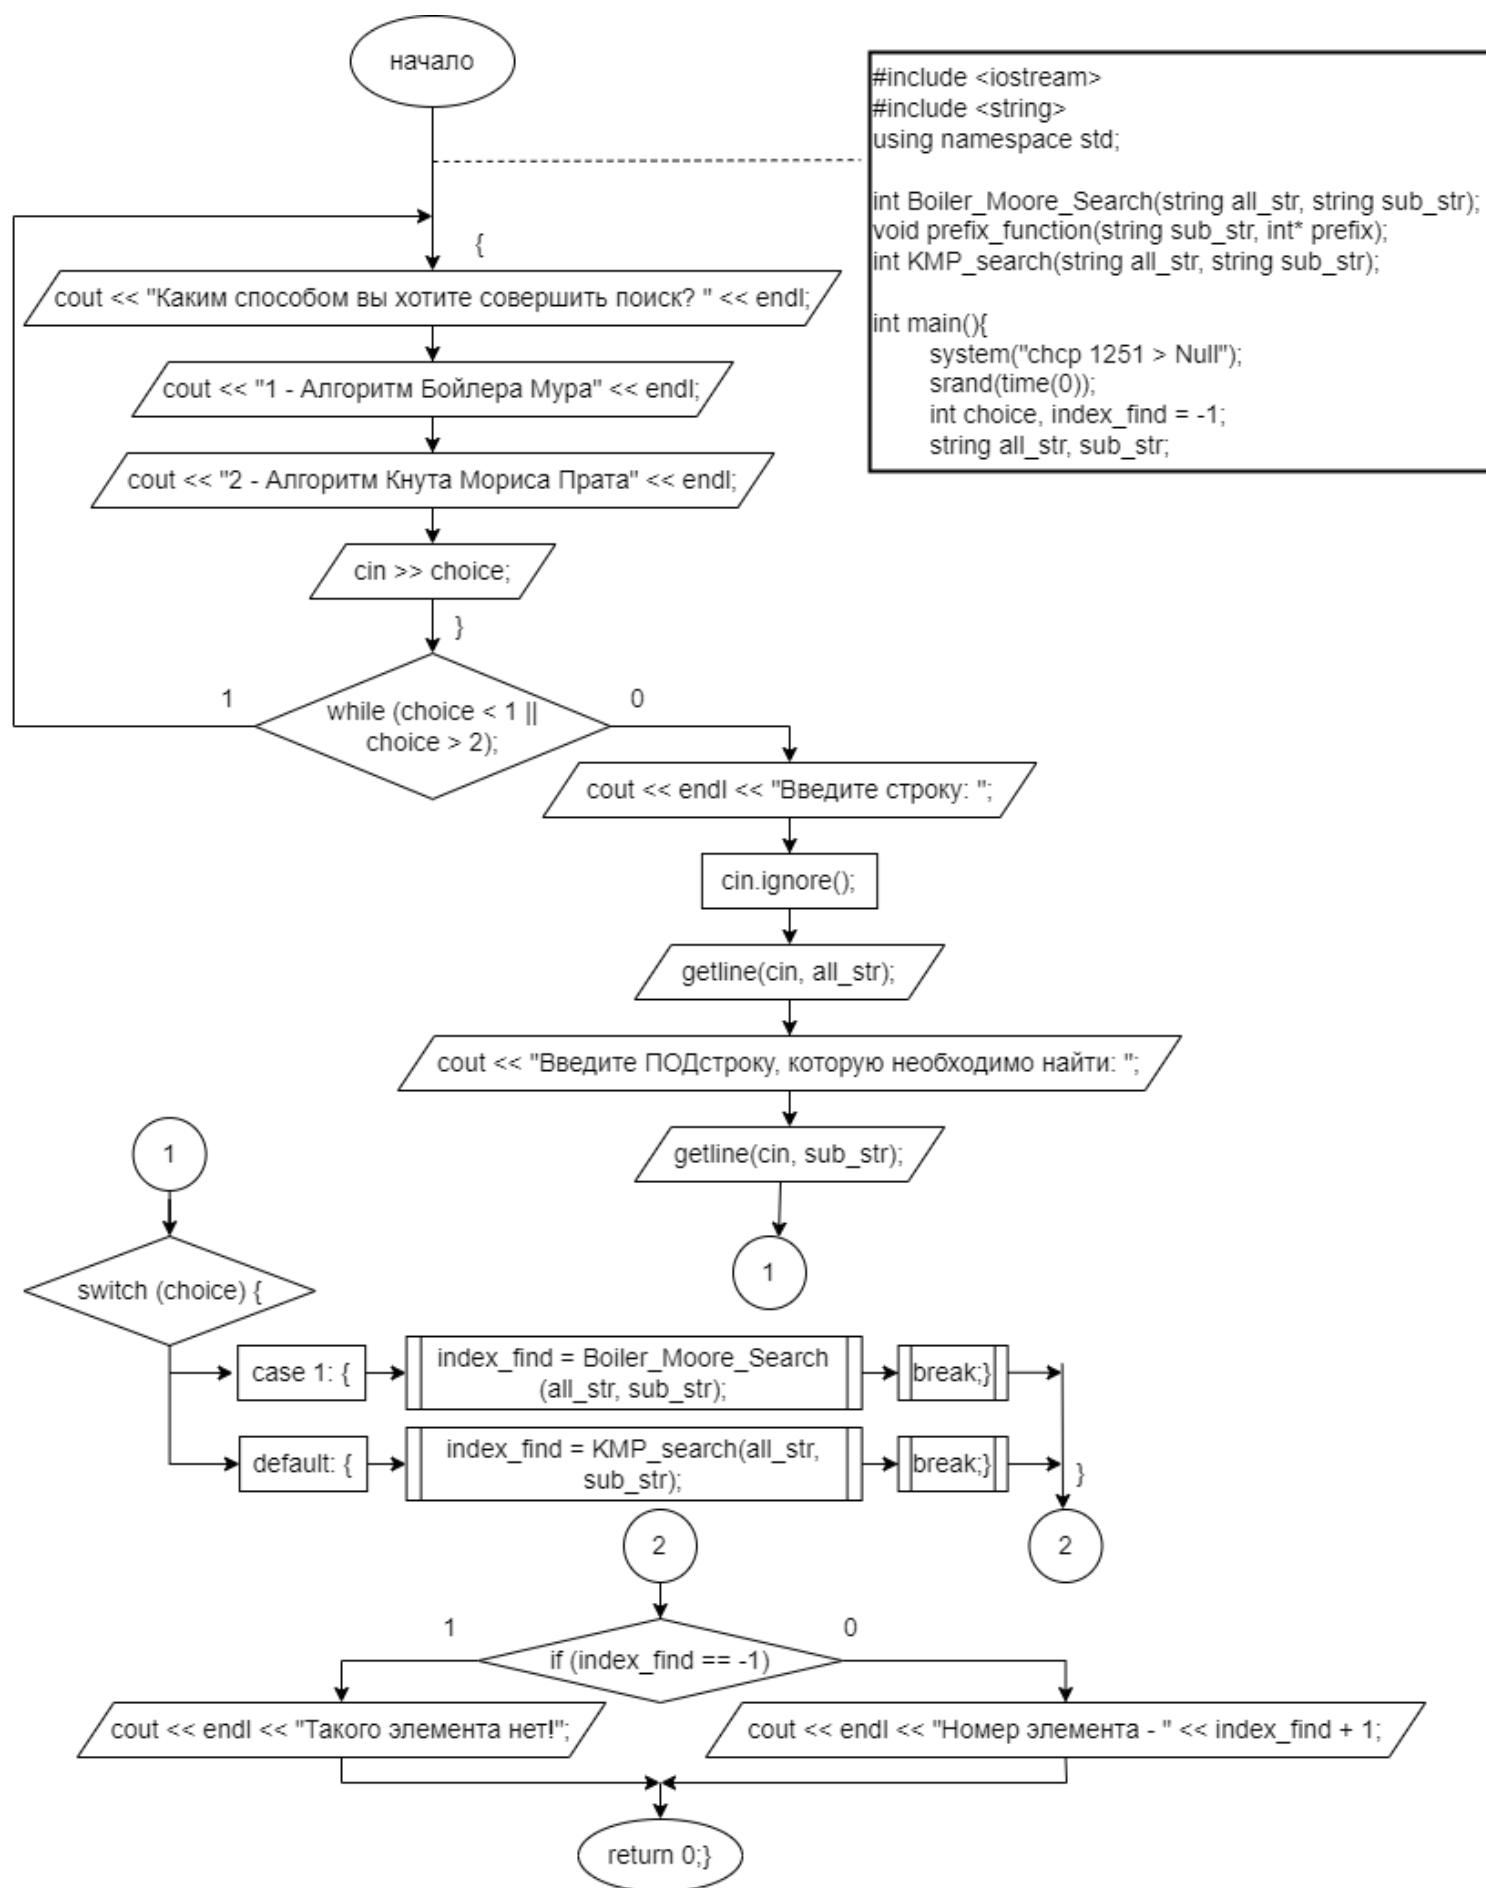 начало
#include <iostream>
#include <string>
using namespace std;
int Boiler_Moore_Search(string all_str, string sub_str);
void prefix_function(string sub_str, int* prefix);
int KMP_search(string all_str, string sub_str);
int main(){
system("chcp 1251 > Null");
srand(time(0));
int choice, index_find = -1;
string all_str, sub_str;
{
cout << "Каким способом вы хотите совершить поиск? " << endl;
cout << "1 - Алгоритм Бойлера Мура" << endl;
cout << "2 - Алгоритм Кнута Мориса Прата" << endl;
cin >> choice;
}
1
0
while (choice < 1 ||
choice > 2);
cout << endl << "Введите строку: ";
cin.ignore();
getline(cin, all_str);
cout << "Введите ПОДстроку, которую необходимо найти: ";
getline(cin, sub_str);
1
1
switch (choice) {
case 1: {
index_find = Boiler_Moore_Search
(all_str, sub_str);
break;}
default: {
index_find = KMP_search(all_str,
sub_str);
break;}
}
2
2
1
0
if (index_find == -1)
cout << endl << "Такого элемента нет!";
cout << endl << "Номер элемента - " << index_find + 1;
return 0;}